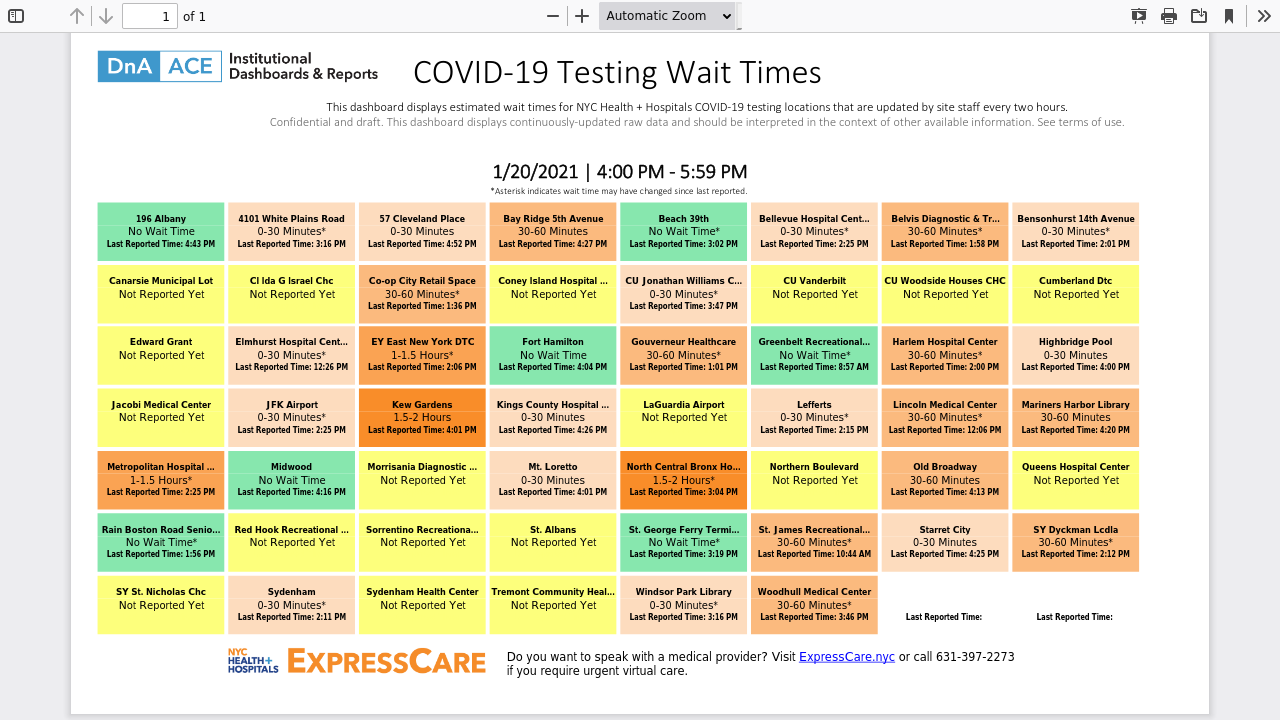 1
of 1
Automatic Zoom
DnA ACE
Institutional
Dashboards & Reports
COVID-19 Testing Wait Times
This dashboard displays estimated wait times for NYC Health + Hospitals COVID-19 testing locations that are updated by site staff every two hours.
Confidential and draft. This dashboard displays continuously-updated raw data and should be interpreted in the context of other available information. See terms of use.
1/20/2021 | 4:00 PM - 5:59 PM
*Asterisk indicates wait time may have changed since last reported.
196 Albany
No Wait Time
Last Reported Time: 4:43 PM
4101 White Plains Road
0-30 Minutes*
Last Reported Time: 3:16 PM
57 Cleveland Place
0-30 Minutes
Last Reported Time: 4:52 PM
Bay Ridge 5th Avenue
30-60 Minutes
Last Reported Time: 4:27 PM
Beach 39th
No Wait Time*
Last Reported Time: 3:02 PM
Bellevue Hospital Cent...
0-30 Minutes*
Last Reported Time: 2:25 PM
Belvis Diagnostic & Tr...
30-60 Minutes*
Last Reported Time: 1:58 PM
Bensonhurst 14th Avenue
0-30 Minutes*
Last Reported Time: 2:01 PM
Canarsie Municipal Lot
Not Reported Yet
Cl Ida G Israel Chc
Not Reported Yet
Co-op City Retail Space
30-60 Minutes*
Last Reported Time: 1:36 PM
Coney Island Hospital ...
Not Reported Yet
CU Jonathan Williams C...
0-30 Minutes*
Last Reported Time: 3:47 PM
CU Vanderbilt
Not Reported Yet
CU Woodside Houses CHC
Not Reported Yet
Cumberland Dtc
Not Reported Yet
Edward Grant
Not Reported Yet
Elmhurst Hospital Cent...
0-30 Minutes*
Last Reported Time: 12:26 PM
EY East New York DTC
1-1.5 Hours*
Last Reported Time: 2:06 PM
Fort Hamilton
No Wait Time
Last Reported Time: 4:04 PM
Gouverneur Healthcare
30-60 Minutes*
Last Reported Time: 1:01 PM
Greenbelt Recreational...
No Wait Time*
Last Reported Time: 8:57 AM
Harlem Hospital Center
30-60 Minutes*
Last Reported Time: 2:00 PM
Highbridge Pool
0-30 Minutes
Last Reported Time: 4:00 PM
Jacobi Medical Center
Not Reported Yet
JFK Airport
0-30 Minutes*
Last Reported Time: 2:25 PM
Kew Gardens
1.5-2 Hours
Last Reported Time: 4:01 PM
Kings County Hospital ...
0-30 Minutes
Last Reported Time: 4:26 PM
LaGuardia Airport
Not Reported Yet
Lefferts
0-30 Minutes*
Last Reported Time: 2:15 PM
Lincoln Medical Center
30-60 Minutes*
Last Reported Time: 12:06 PM
Mariners Harbor Library
30-60 Minutes
Last Reported Time: 4:20 PM
Metropolitan Hospital ...
1-1.5 Hours*
Last Reported Time: 2:25 PM
Midwood
No Wait Time
Last Reported Time: 4:16 PM
Morrisania Diagnostic ...
Not Reported Yet
Mt. Loretto
0-30 Minutes
Last Reported Time: 4:01 PM
North Central Bronx Ho...
1.5-2 Hours*
Last Reported Time: 3:04 PM
Northern Boulevard
Not Reported Yet
Old Broadway
30-60 Minutes
Last Reported Time: 4:13 PM
Queens Hospital Center
Not Reported Yet
Rain Boston Road Senio...
No Wait Time*
Last Reported Time: 1:56 PM
Red Hook Recreational ...
Not Reported Yet
Sorrentino Recreationa...
Not Reported Yet
St. Albans
Not Reported Yet
St. George Ferry Termi...
No Wait Time*
Last Reported Time: 3:19 PM
St. James Recreational...
30-60 Minutes*
Last Reported Time: 10:44 AM
Starret City
0-30 Minutes
Last Reported Time: 4:25 PM
SY Dyckman Lcdla
30-60 Minutes*
Last Reported Time: 2:12 PM
SY St. Nicholas Chc
Not Reported Yet
Sydenham
0-30 Minutes*
Last Reported Time: 2:11 PM
Sydenham Health Center
Not Reported Yet
Tremont Community Heal...
Not Reported Yet
Windsor Park Library
0-30 Minutes*
Last Reported Time: 3:16 PM
Woodhull Medical Center
30-60 Minutes*
Last Reported Time: 3:46 PM
Last Reported Time:
Last Reported Time:
NYC
HEALTH+
HOSPITALS
EXPRESSCARE
Do you want to speak with a medical provider? Visit ExpressCare.nyc or call 631-397-2273
if you require urgent virtual care.